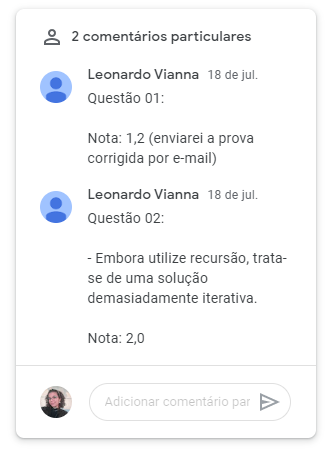 2 comentários particulares
Leonardo Vianna 18 de jul.
Questão 01:
Nota: 1,2 (enviarei a prova
corrigida por e-mail)
Leonardo Vianna 18 de jul.
Questão 02:
- Embora utilize recursão, trata-
se de uma solução
demasiadamente iterativa.
Nota: 2,0
Adicionar comentário par